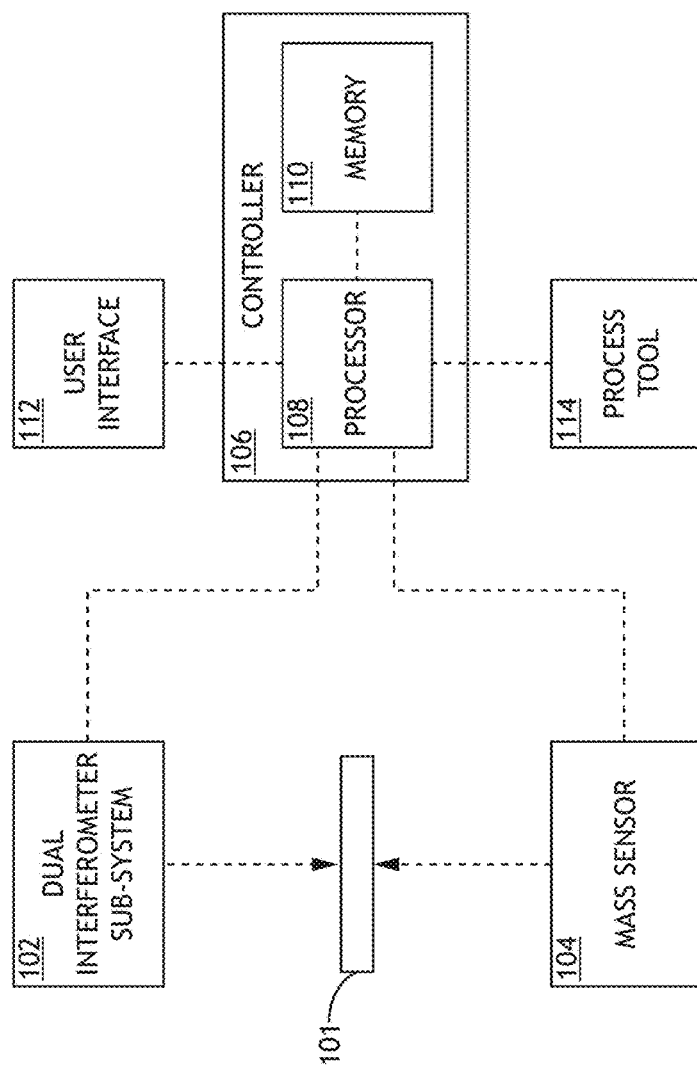 102
DUAL
INTERFEROMETER
SUB-SYSTEM
112
USER
INTERFACE
106
CONTROLLER
108
PROCESSOR
110
MEMORY
101
104
MASS SENSOR
114
PROCESS
TOOL